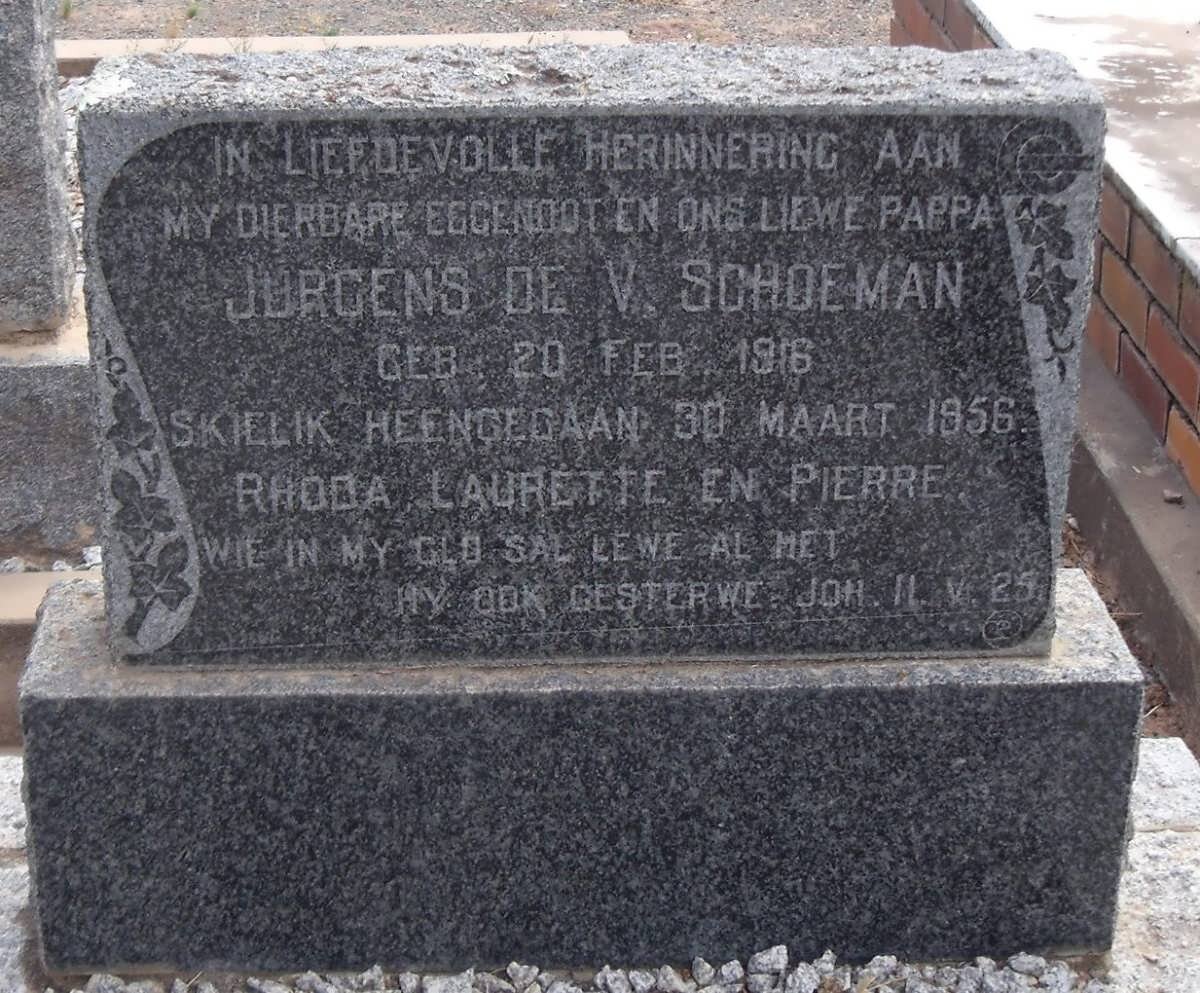 IN LIEFDEVOLLE HERINNERING AAN
MY DIERBARE EGGENOOT EN ONS LIEWE PAPPA
JURGENS DE V. SCHOEMAN
GEB. 20 FEB. 1916
SKIELIK HEENGEGAAN 30 MAART 1956.
RHODA, LAURETTE EN PIERRE.
WIE IN MY GLO SAL LEWE AL HET
HY OOK GESTERWE. JOH. 11. V. 25